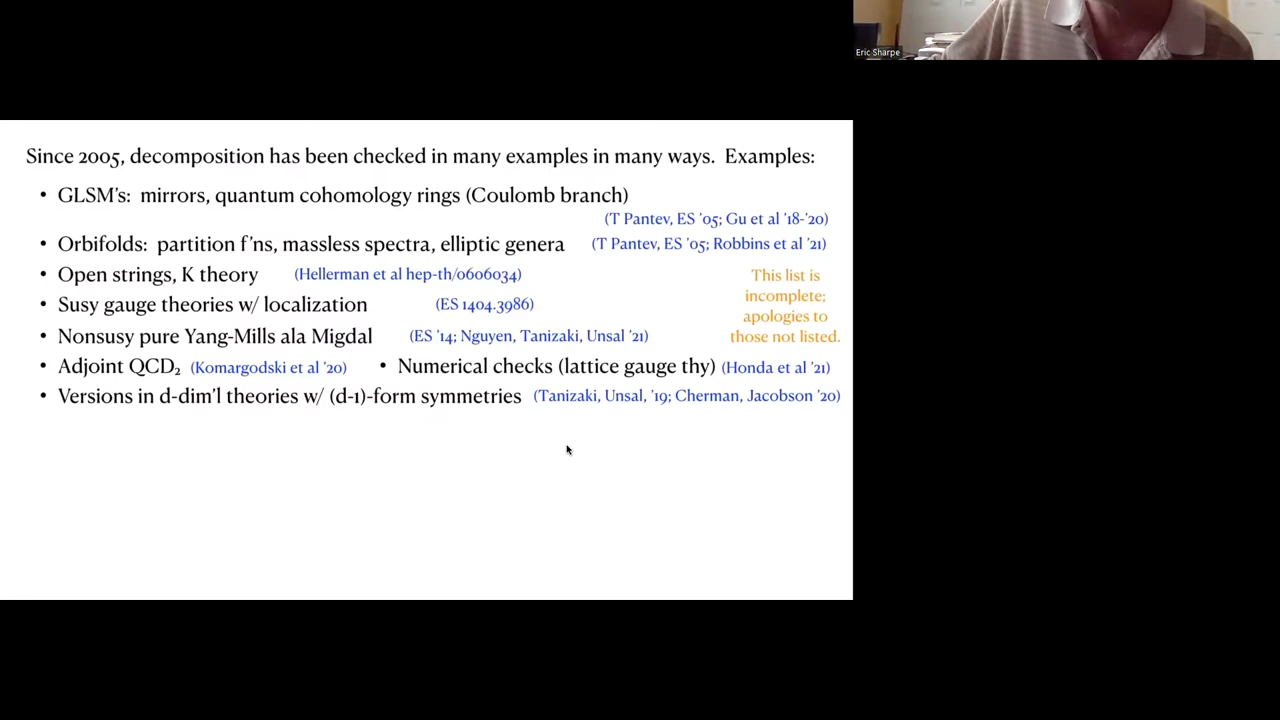 Eric Sharpe
Since 2005, decomposition has been checked in many examples in many ways. Examples:
• GLSM's: mirrors, quantum cohomology rings (Coulomb branch)
(T Pantev, ES '05; Gu et al '18-'20)
• Orbifolds: partition f'ns, massless spectra, elliptic genera (T Pantev, ES '05; Robbins et al '21)
• Open strings, K theory (Hellerman et al hep-th/0606034)
• Susy gauge theories w/ localization (ES 1404.3986)
• Nonsusy pure Yang-Mills ala Migdal (ES '14; Nguyen, Tanizaki, Unsal '21)
This list is
incomplete;
apologies to
those not listed.
• Adjoint QCD₂ (Komargodski et al '20) • Numerical checks (lattice gauge thy) (Honda et al '21)
• Versions in d-dim'l theories w/ (d-1)-form symmetries (Tanizaki, Unsal, '19; Cherman, Jacobson '20)